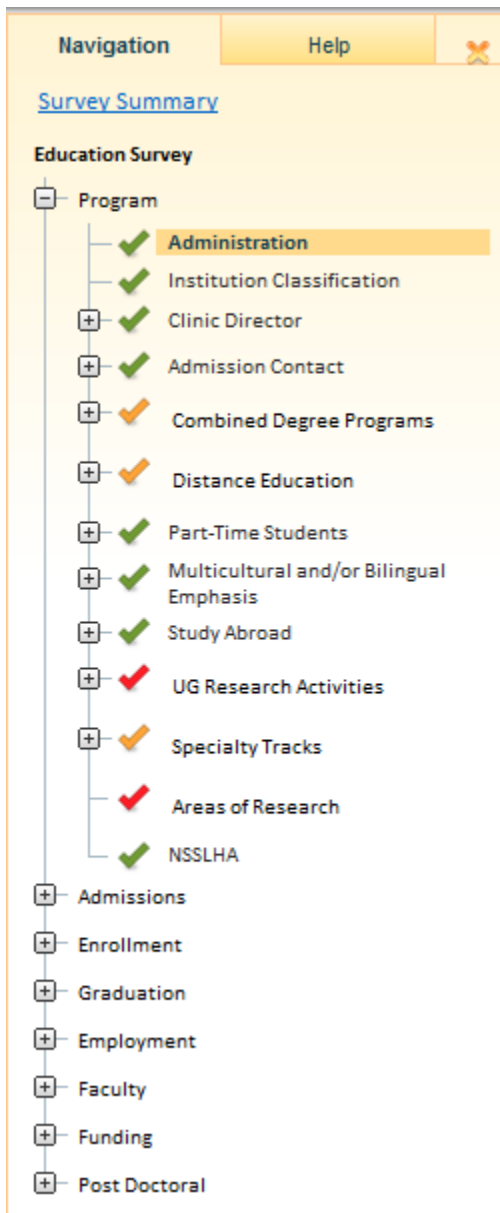 Navigation Help
Survey Summary
Education Survey
Program
Administration
Institution Classification
Clinic Director
Admission Contact
Combined Degree Programs
Distance Education
Part-Time Students
Multicultural and/or Bilingual
Emphasis
Study Abroad
UG Research Activities
Specialty Tracks
Areas of Research
NSSLHA
Admissions
Enrollment
Graduation
Employment
Faculty
Funding
Post Doctoral